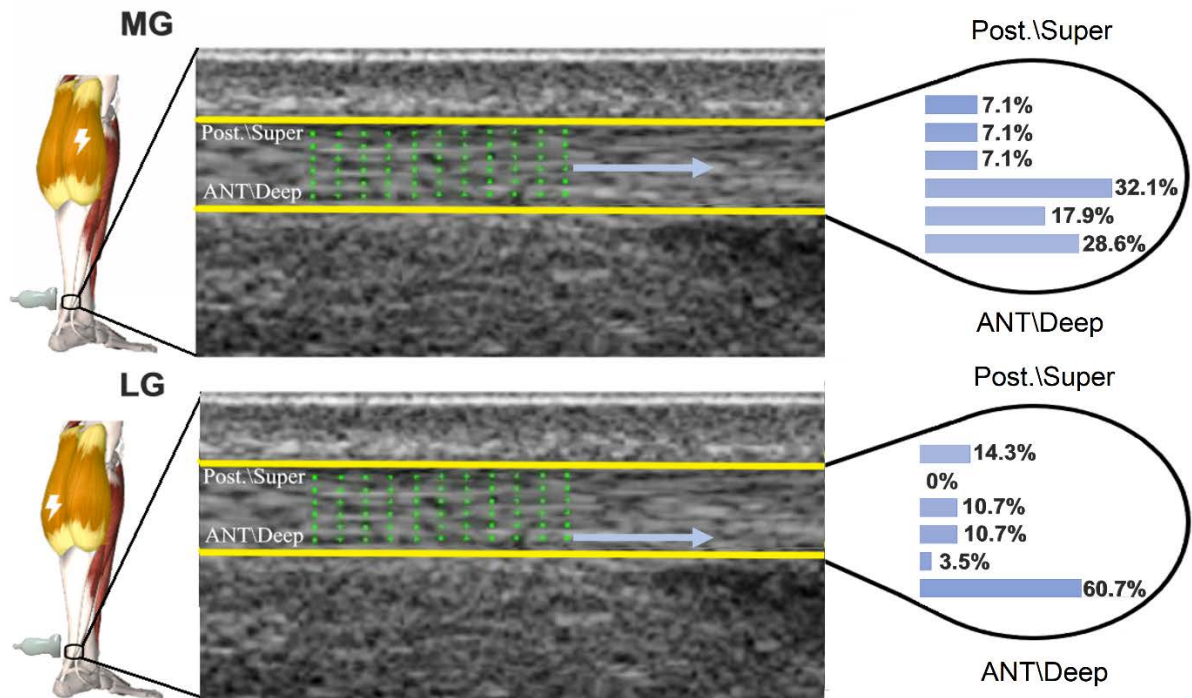 MG
Post.\Super
ANT\Deep
Post.\Super
7.1%
7.1%
7.1%
32.1%
17.9%
28.6%
ANT\Deep
LG
Post.\Super
ANT\Deep
Post.\Super
14.3%
0%
10.7%
10.7%
3.5%
60.7%
ANT\Deep